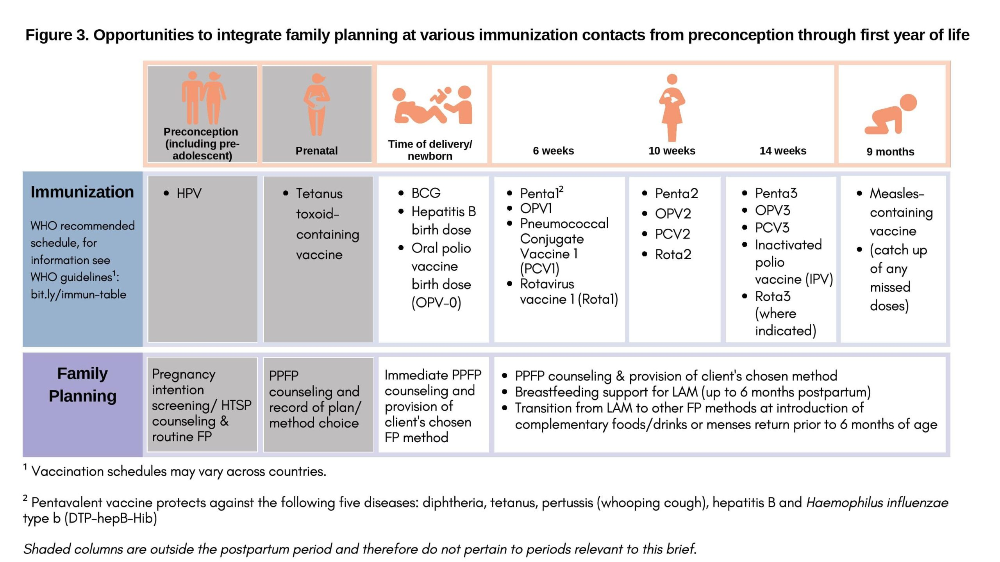 Figure 3. Opportunities to integrate family planning at various immunization contacts from preconception through first year of life
Preconception
(including pre-
adolescent)
Prenatal
Time of delivery/
newborn
6 weeks
10 weeks
14 weeks
9 months
Immunization
WHO recommended
schedule, for
information see
WHO guidelines¹:
bit.ly/immun-table
• HPV
• Tetanus
toxoid-
containing
vaccine
• BCG
• Hepatitis B
birth dose
• Oral polio
vaccine
birth dose
(OPV-0)
• Penta1²
• OPV1
• Pneumococcal
Conjugate
Vaccine 1
(PCV1)
• Rotavirus
vaccine 1 (Rota1)
• Penta2
• OPV2
• PCV2
• Rota2
• Penta3
• OPV3
• PCV3
• Inactivated
polio
vaccine (IPV)
• Rota3
(where
indicated)
• Measles-
containing
vaccine
• (catch up
of any
missed
doses)
Family
Planning
Pregnancy
intention
screening/ HTSP
counseling &
routine FP
PPFP
counseling and
record of plan/
method choice
Immediate PPFP
counseling and
provision of
client's chosen
FP method
• PPFP counseling & provision of client's chosen method
• Breastfeeding support for LAM (up to 6 months postpartum)
• Transition from LAM to other FP methods at introduction of
complementary foods/drinks or menses return prior to 6 months of age
¹ Vaccination schedules may vary across countries.
² Pentavalent vaccine protects against the following five diseases: diphtheria, tetanus, pertussis (whooping cough), hepatitis B and Haemophilus influenzae
type b (DTP-hepB-Hib)
Shaded columns are outside the postpartum period and therefore do not pertain to periods relevant to this brief.